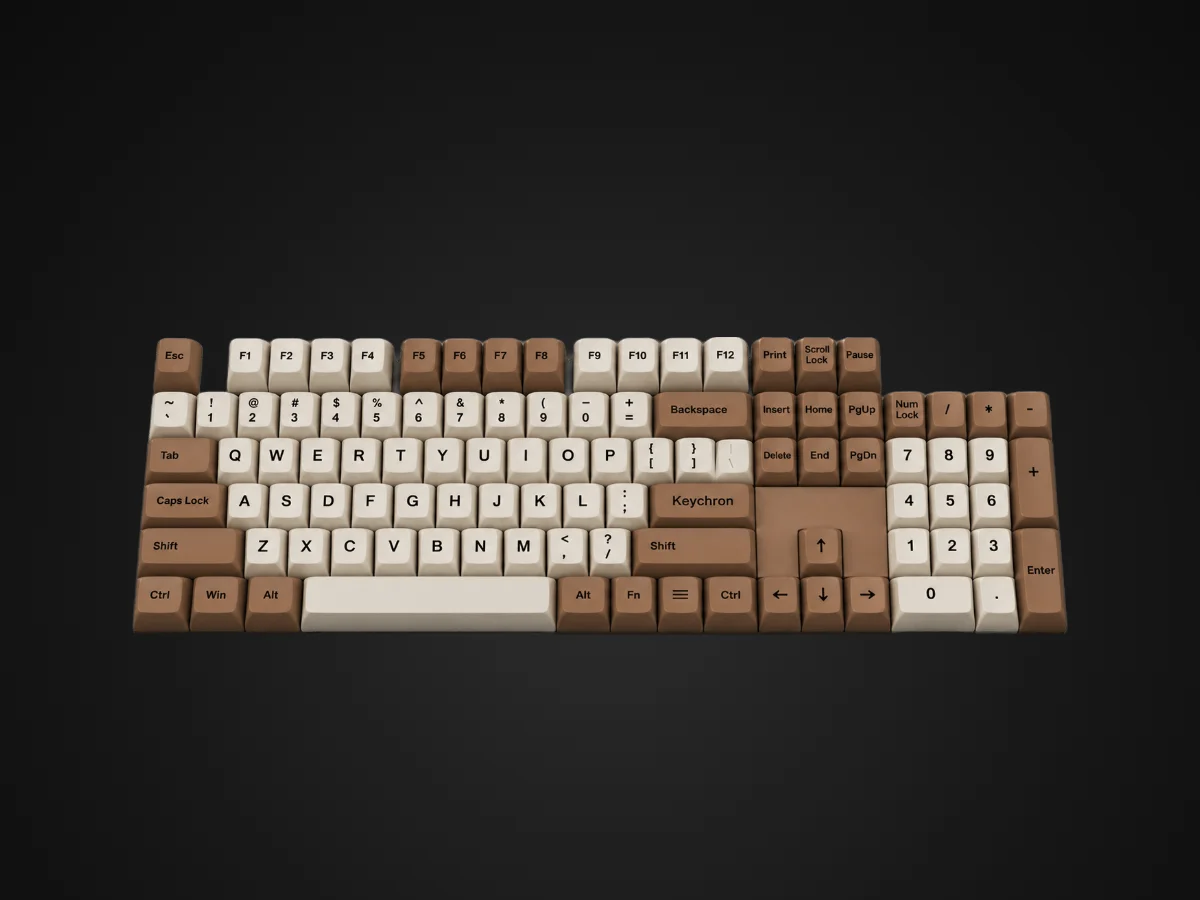 Esc F1 F2 F3 F4 F5 F6 F7 F8 F9 F10 F11 F12 Print Scroll Lock Pause
~ ` ! 1 @ 2 # 3 $ 4 % 5 ^ 6 & 7 * 8 ( 9 − 0 + = Backspace Insert Home PgUp Num Lock / * -
Tab Q W E R T Y U I O P { [ } ] | \ Delete End PgDn 7 8 9 +
Caps Lock A S D F G H J K L : ; Keychron 4 5 6
Shift Z X C V B N M < , ? / Shift ↑ 1 2 3 Enter
Ctrl Win Alt Alt Fn ☰ Ctrl ← ↓ → 0 .